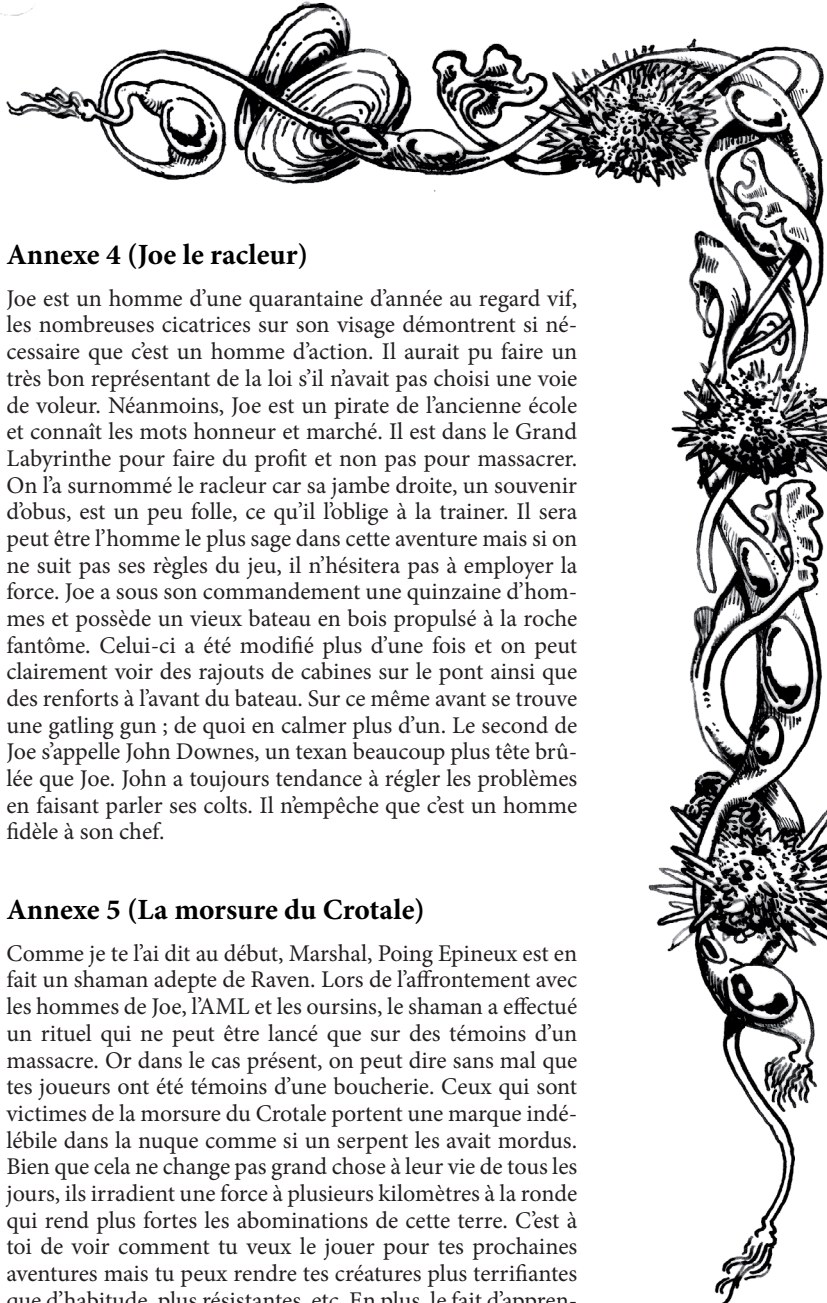 Annexe 4 (Joe le racleur)
Joe est un homme d’une quarantaine d’année au regard vif,
les nombreuses cicatrices sur son visage démontrent si né-
cessaire que c’est un homme d’action. Il aurait pu faire un
très bon représentant de la loi s’il n’avait pas choisi une voie
de voleur. Néanmoins, Joe est un pirate de l’ancienne école
et connaît les mots honneur et marché. Il est dans le Grand
Labyrinthe pour faire du profit et non pas pour massacrer.
On l’a surnommé le racleur car sa jambe droite, un souvenir
d’obus, est un peu folle, ce qu’il l’oblige à la trainer. Il sera
peut être l’homme le plus sage dans cette aventure mais si on
ne suit pas ses règles du jeu, il n’hésitera pas à employer la
force. Joe a sous son commandement une quinzaine d’hom-
mes et possède un vieux bateau en bois propulsé à la roche
fantôme. Celui-ci a été modifié plus d’une fois et on peut
clairement voir des rajouts de cabines sur le pont ainsi que
des renforts à l’avant du bateau. Sur ce même avant se trouve
une gatling gun ; de quoi en calmer plus d’un. Le second de
Joe s’appelle John Downes, un texan beaucoup plus tête brû-
lée que Joe. John a toujours tendance à régler les problèmes
en faisant parler ses colts. Il n’empêche que c’est un homme
fidèle à son chef.
Annexe 5 (La morsure du Crotale)
Comme je te l’ai dit au début, Marshal, Poing Epineux est en
fait un shaman adepte de Raven. Lors de l’affrontement avec
les hommes de Joe, l’AML et les oursins, le shaman a effectué
un rituel qui ne peut être lancé que sur des témoins d’un
massacre. Or dans le cas présent, on peut dire sans mal que
tes joueurs ont été témoins d’une boucherie. Ceux qui sont
victimes de la morsure du Crotale portent une marque indé-
lébile dans la nuque comme si un serpent les avait mordus.
Bien que cela ne change pas grand chose à leur vie de tous les
jours, ils irradient une force à plusieurs kilomètres à la ronde
qui rend plus fortes les abominations de cette terre. C’est à
toi de voir comment tu veux le jouer pour tes prochaines
aventures mais tu peux rendre tes créatures plus terrifiantes
que d’habitude, plus résistantes, etc. En plus, le fait d’appren-